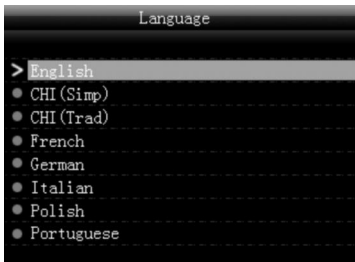 Language
> English
CHI(Simp)
CHI(Trad)
French
German
Italian
Polish
Portuguese